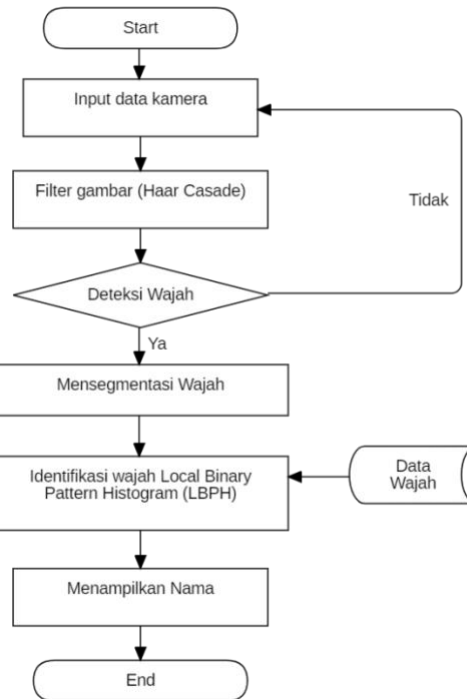 Start
Input data kamera
Filter gambar (Haar Casade)
Tidak
Deteksi Wajah
Ya
Mensegmentasi Wajah
Identifikasi wajah Local Binary
Pattern Histogram (LBPH)
Data
Wajah
Menampilkan Nama
End